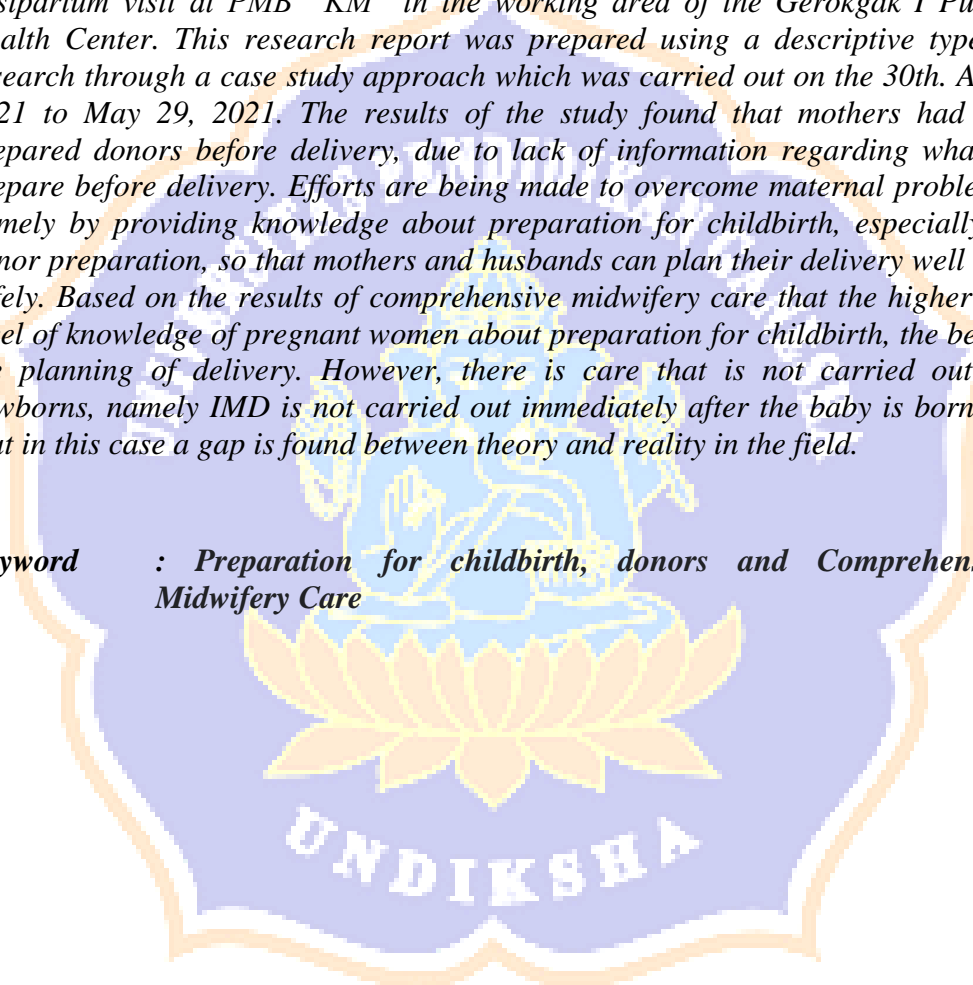 stpartum visit at PMB "KM" in the working area of the Gerokgak I Pu
alth Center. This research report was prepared using a descriptive type
search through a case study approach which was carried out on the 30th. A
21 to May 29, 2021. The results of the study found that mothers had
epared donors before delivery, due to lack of information regarding wha
epare before delivery. Efforts are being made to overcome maternal proble
mely by providing knowledge about preparation for childbirth, especially
nor preparation, so that mothers and husbands can plan their delivery well
fely. Based on the results of comprehensive midwifery care that the higher
el of knowledge of pregnant women about preparation for childbirth, the be
e planning of delivery. However, there is care that is not carried out
wborns, namely IMD is not carried out immediately after the baby is born
at in this case a gap is found between theory and reality in the field.
yword : Preparation for childbirth, donors and Comprehens
Midwifery Care
UNIVERSITAS PENDIDIKAN GANESHA
UNDIKSHA